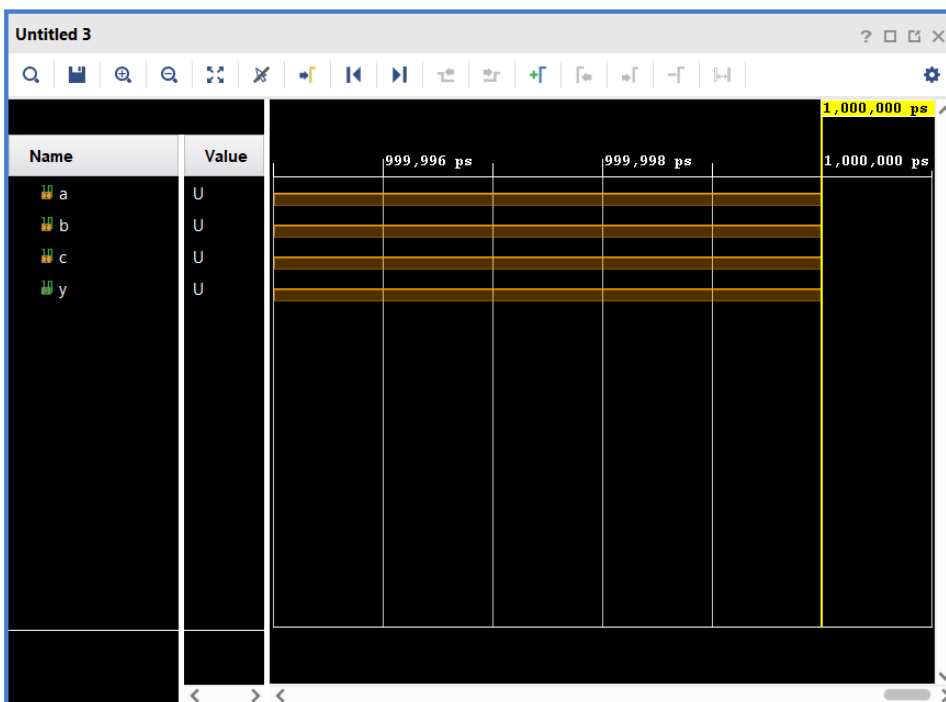 Untitled 3
1,000,000 ps
Name Value
999,996 ps 999,998 ps 1,000,000 ps
a U
b U
c U
y U